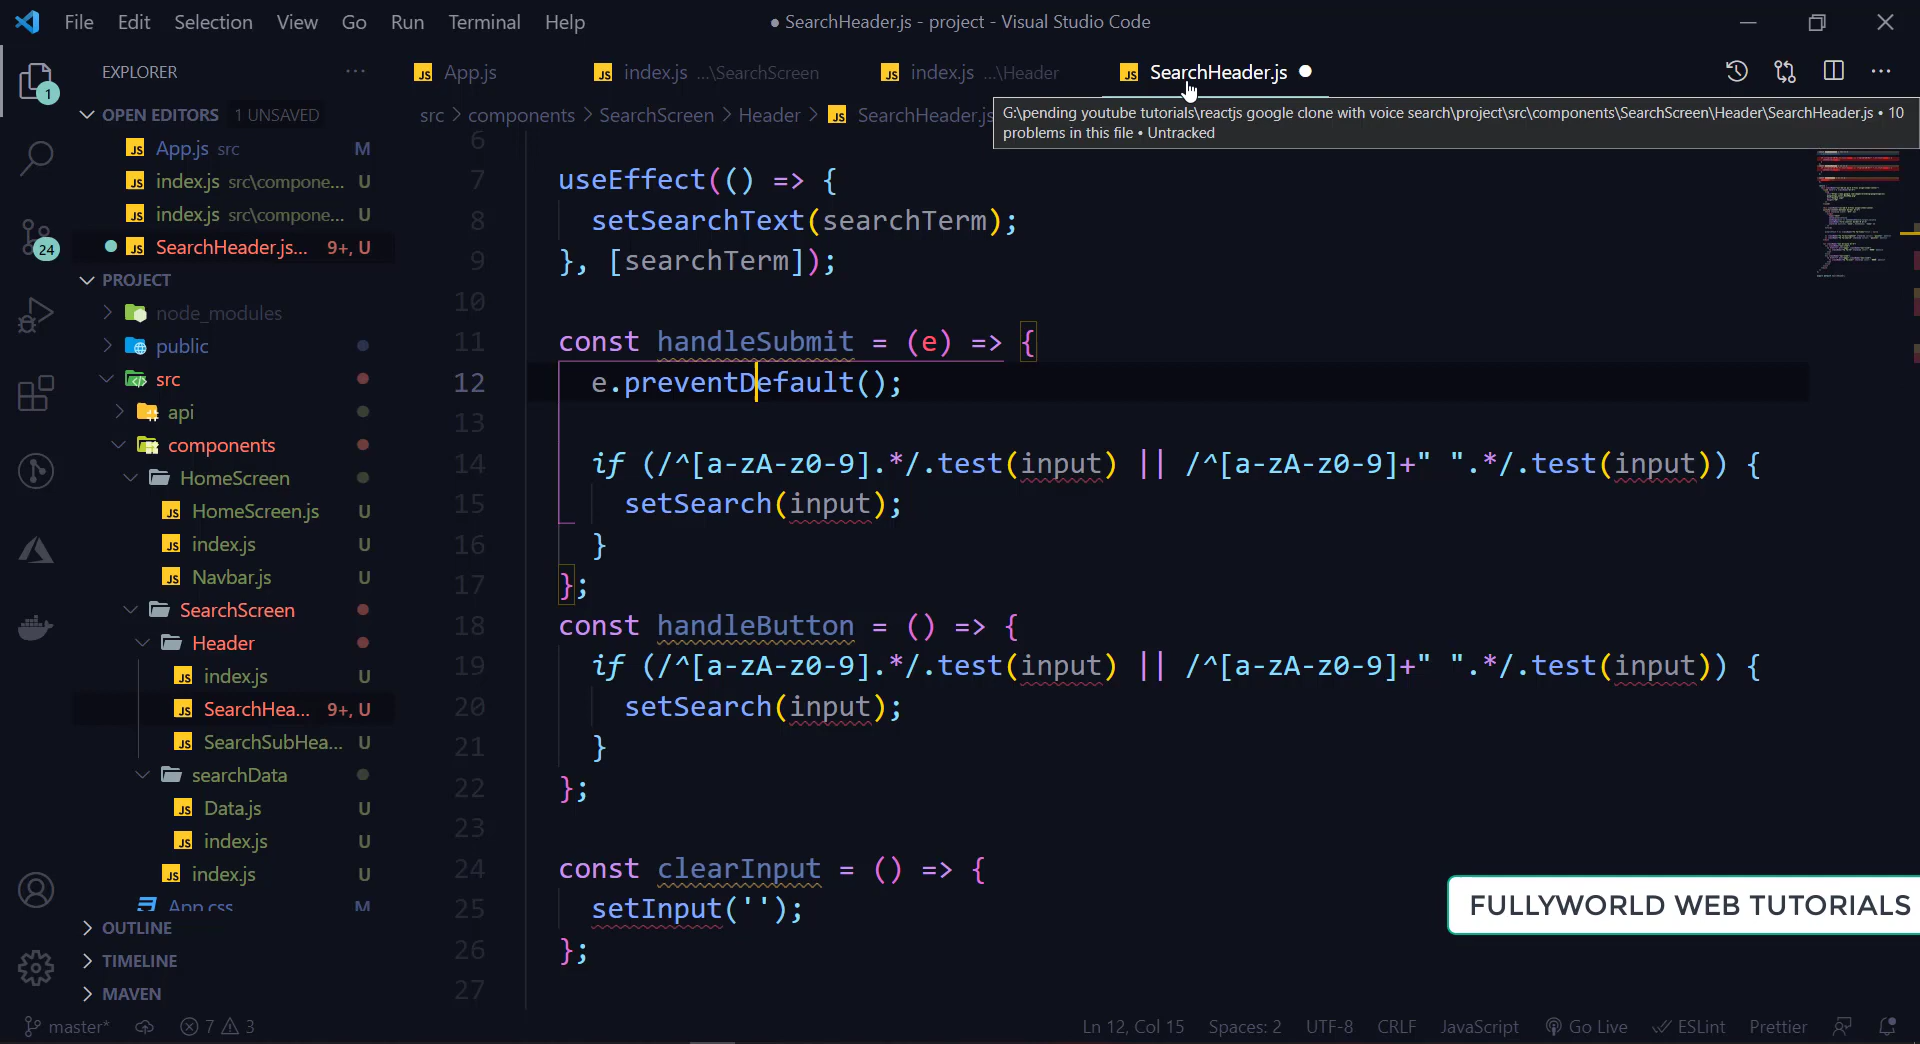 File Edit Selection View Go Run Terminal Help
● SearchHeader.js - project - Visual Studio Code
EXPLORER
OPEN EDITORS 1 UNSAVED
App.js src M
index.js src\compone... U
index.js src\compone... U
SearchHeader.js... 9+, U
PROJECT
node_modules
public
src
api
components
HomeScreen
HomeScreen.js U
index.js U
Navbar.js U
SearchScreen
Header
index.js U
SearchHea... 9+, U
SearchSubHea... U
searchData
Data.js U
index.js U
index.js U
App.css M
OUTLINE
TIMELINE
MAVEN
1
24
App.js
index.js ...\SearchScreen
index.js ...\Header
SearchHeader.js ●
src > components > SearchScreen > Header > SearchHeader.js
G:\pending youtube tutorials\reactjs google clone with voice search\project\src\components\SearchScreen\Header\SearchHeader.js • 10
problems in this file • Untracked
6
7 useEffect(() => {
8 setSearchText(searchTerm);
9 }, [searchTerm]);
10
11 const handleSubmit = (e) => {
12 e.preventDefault();
13
14 if (/^[a-zA-z0-9].*/.test(input) || /^[a-zA-z0-9]+" ".*/.test(input)) {
15 setSearch(input);
16 }
17 };
18 const handleButton = () => {
19 if (/^[a-zA-z0-9].*/.test(input) || /^[a-zA-z0-9]+" ".*/.test(input)) {
20 setSearch(input);
21 }
22 };
23
24 const clearInput = () => {
25 setInput('');
26 };
27
FULLYWORLD WEB TUTORIALS
master* 7 3
Ln 12, Col 15 Spaces: 2 UTF-8 CRLF JavaScript Go Live ESLint Prettier